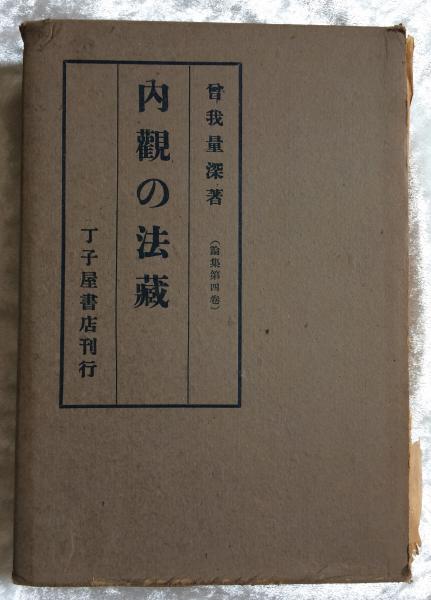 曾我量深著
（論集第四卷）
内觀の法藏
丁子屋書店刊行